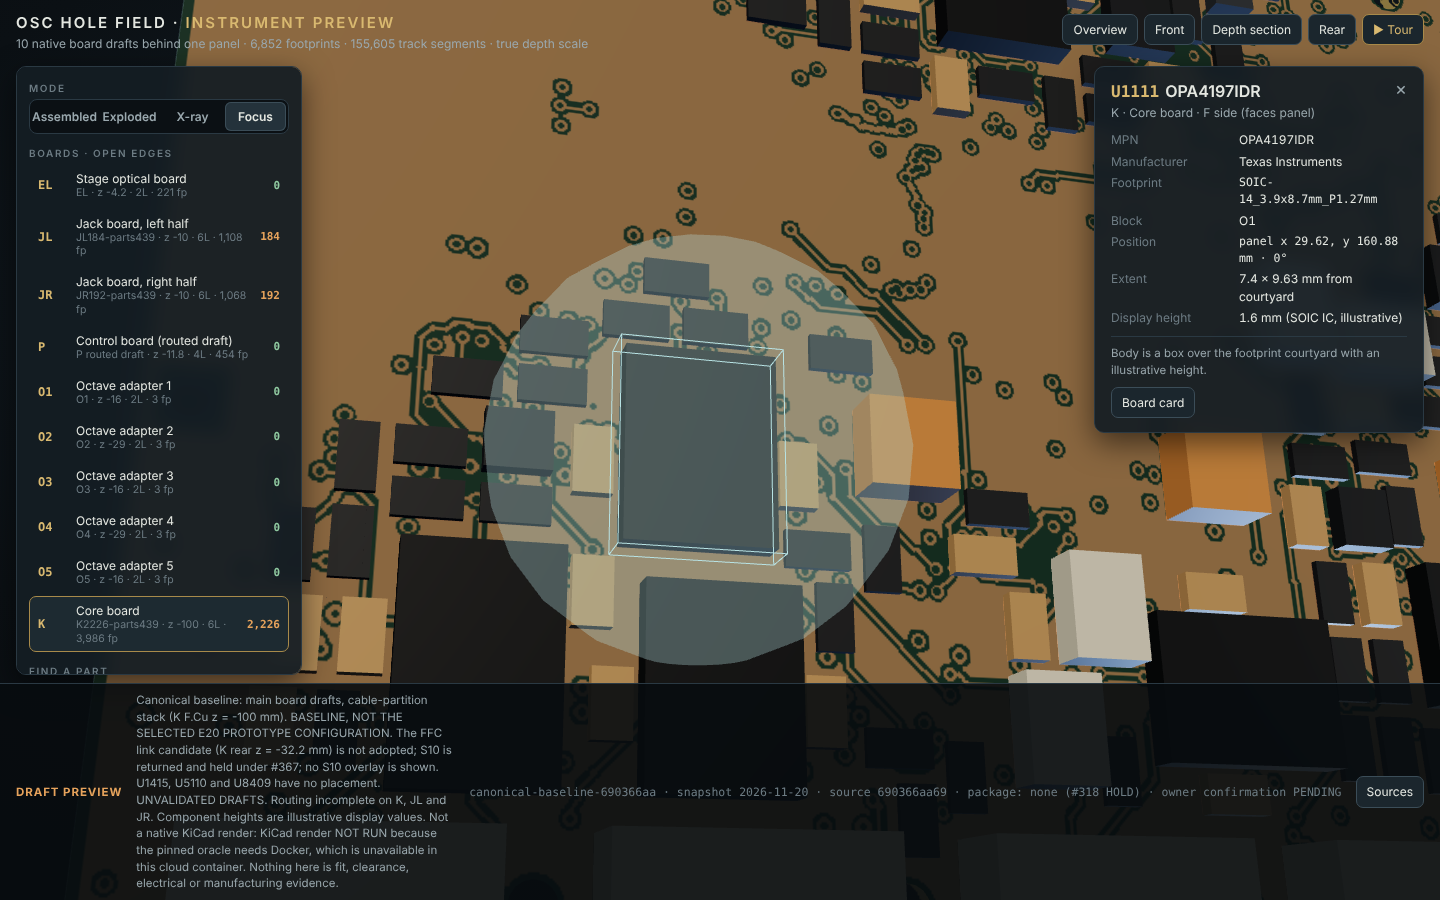 OSC HOLE FIELD · INSTRUMENT PREVIEW
10 native board drafts behind one panel · 6,852 footprints · 155,605 track segments · true depth scale
Overview
Front
Depth section
Rear
▶ Tour
MODE
Assembled
Exploded
X-ray
Focus
BOARDS · OPEN EDGES
EL
Stage optical board
EL · z -4.2 · 2L · 221 fp
0
JL
Jack board, left half
JL184-parts439 · z -10 · 6L · 1,108
fp
184
JR
Jack board, right half
JR192-parts439 · z -10 · 6L · 1,068
fp
192
P
Control board (routed draft)
P routed draft · z -11.8 · 4L · 454 fp
0
O1
Octave adapter 1
O1 · z -16 · 2L · 3 fp
0
O2
Octave adapter 2
O2 · z -29 · 2L · 3 fp
0
O3
Octave adapter 3
O3 · z -16 · 2L · 3 fp
0
O4
Octave adapter 4
O4 · z -29 · 2L · 3 fp
0
O5
Octave adapter 5
O5 · z -16 · 2L · 3 fp
0
K
Core board
K2226-parts439 · z -100 · 6L ·
3,986 fp
2,226
FIND A PART
U1111 OPA4197IDR
×
K · Core board · F side (faces panel)
MPN
OPA4197IDR
Manufacturer
Texas Instruments
Footprint
SOIC-
14_3.9x8.7mm_P1.27mm
Block
O1
Position
panel x 29.62, y 160.88
mm · 0°
Extent
7.4 × 9.63 mm from
courtyard
Display height
1.6 mm (SOIC IC, illustrative)
Body is a box over the footprint courtyard with an
illustrative height.
Board card
DRAFT PREVIEW
Canonical baseline: main board drafts, cable-partition
stack (K F.Cu z = -100 mm). BASELINE, NOT THE
SELECTED E20 PROTOTYPE CONFIGURATION. The FFC
link candidate (K rear z = -32.2 mm) is not adopted; S10 is
returned and held under #367; no S10 overlay is shown.
U1415, U5110 and U8409 have no placement.
UNVALIDATED DRAFTS. Routing incomplete on K, JL and
JR. Component heights are illustrative display values. Not
a native KiCad render: KiCad render NOT RUN because
the pinned oracle needs Docker, which is unavailable in
this cloud container. Nothing here is fit, clearance,
electrical or manufacturing evidence.
canonical-baseline-690366aa · snapshot 2026-11-20 · source 690366aa69 · package: none (#318 HOLD) · owner confirmation PENDING
Sources